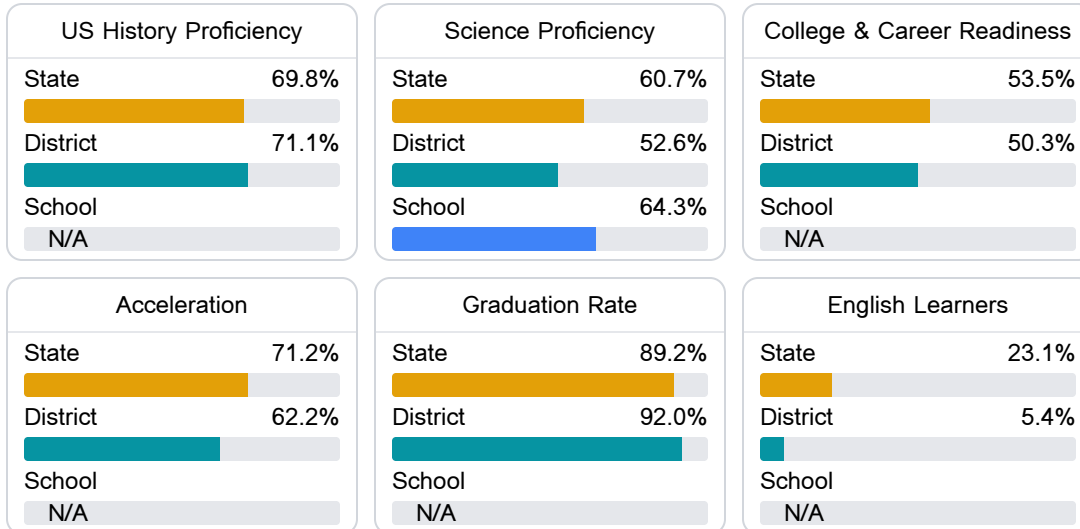 US History Proficiency
State 69.8%
District 71.1%
School
N/A
Science Proficiency
State 60.7%
District 52.6%
School 64.3%
College & Career Readiness
State 53.5%
District 50.3%
School
N/A
Acceleration
State 71.2%
District 62.2%
School
N/A
Graduation Rate
State 89.2%
District 92.0%
School
N/A
English Learners
State 23.1%
District 5.4%
School
N/A